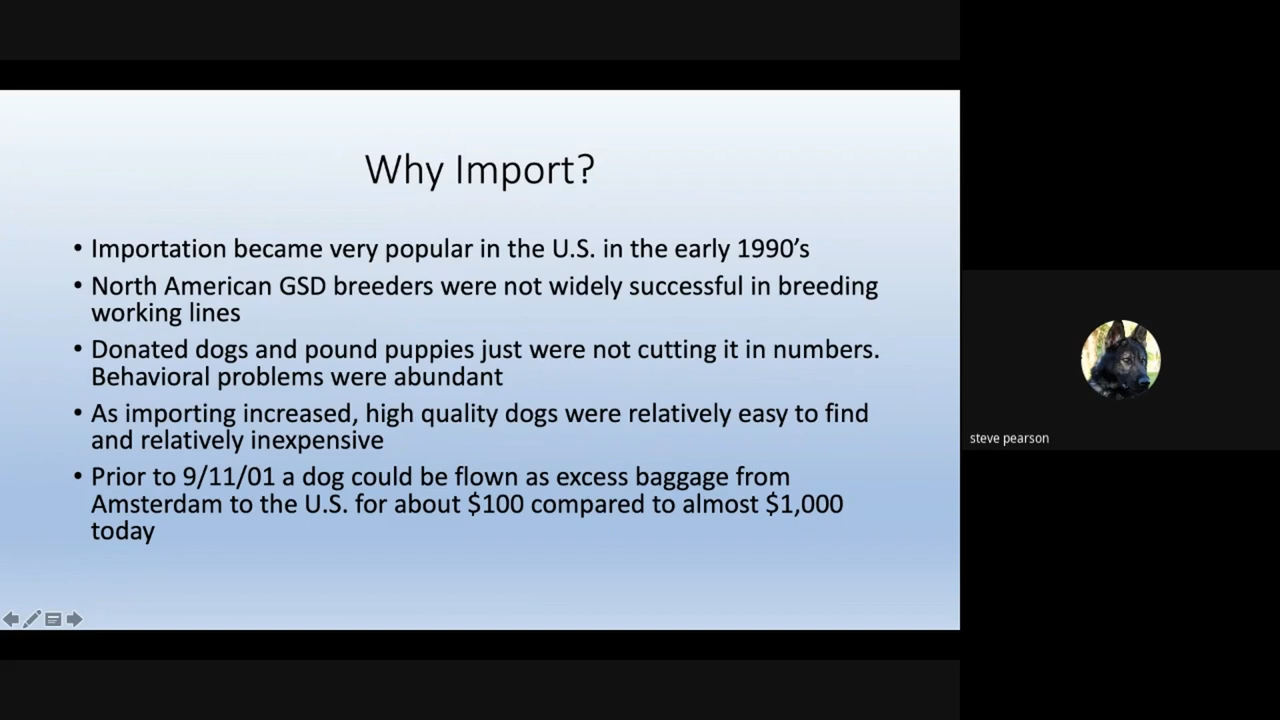 Why Import?
• Importation became very popular in the U.S. in the early 1990’s
• North American GSD breeders were not widely successful in breeding
working lines
• Donated dogs and pound puppies just were not cutting it in numbers.
Behavioral problems were abundant
• As importing increased, high quality dogs were relatively easy to find
and relatively inexpensive
• Prior to 9/11/01 a dog could be flown as excess baggage from
Amsterdam to the U.S. for about $100 compared to almost $1,000
today
steve pearson